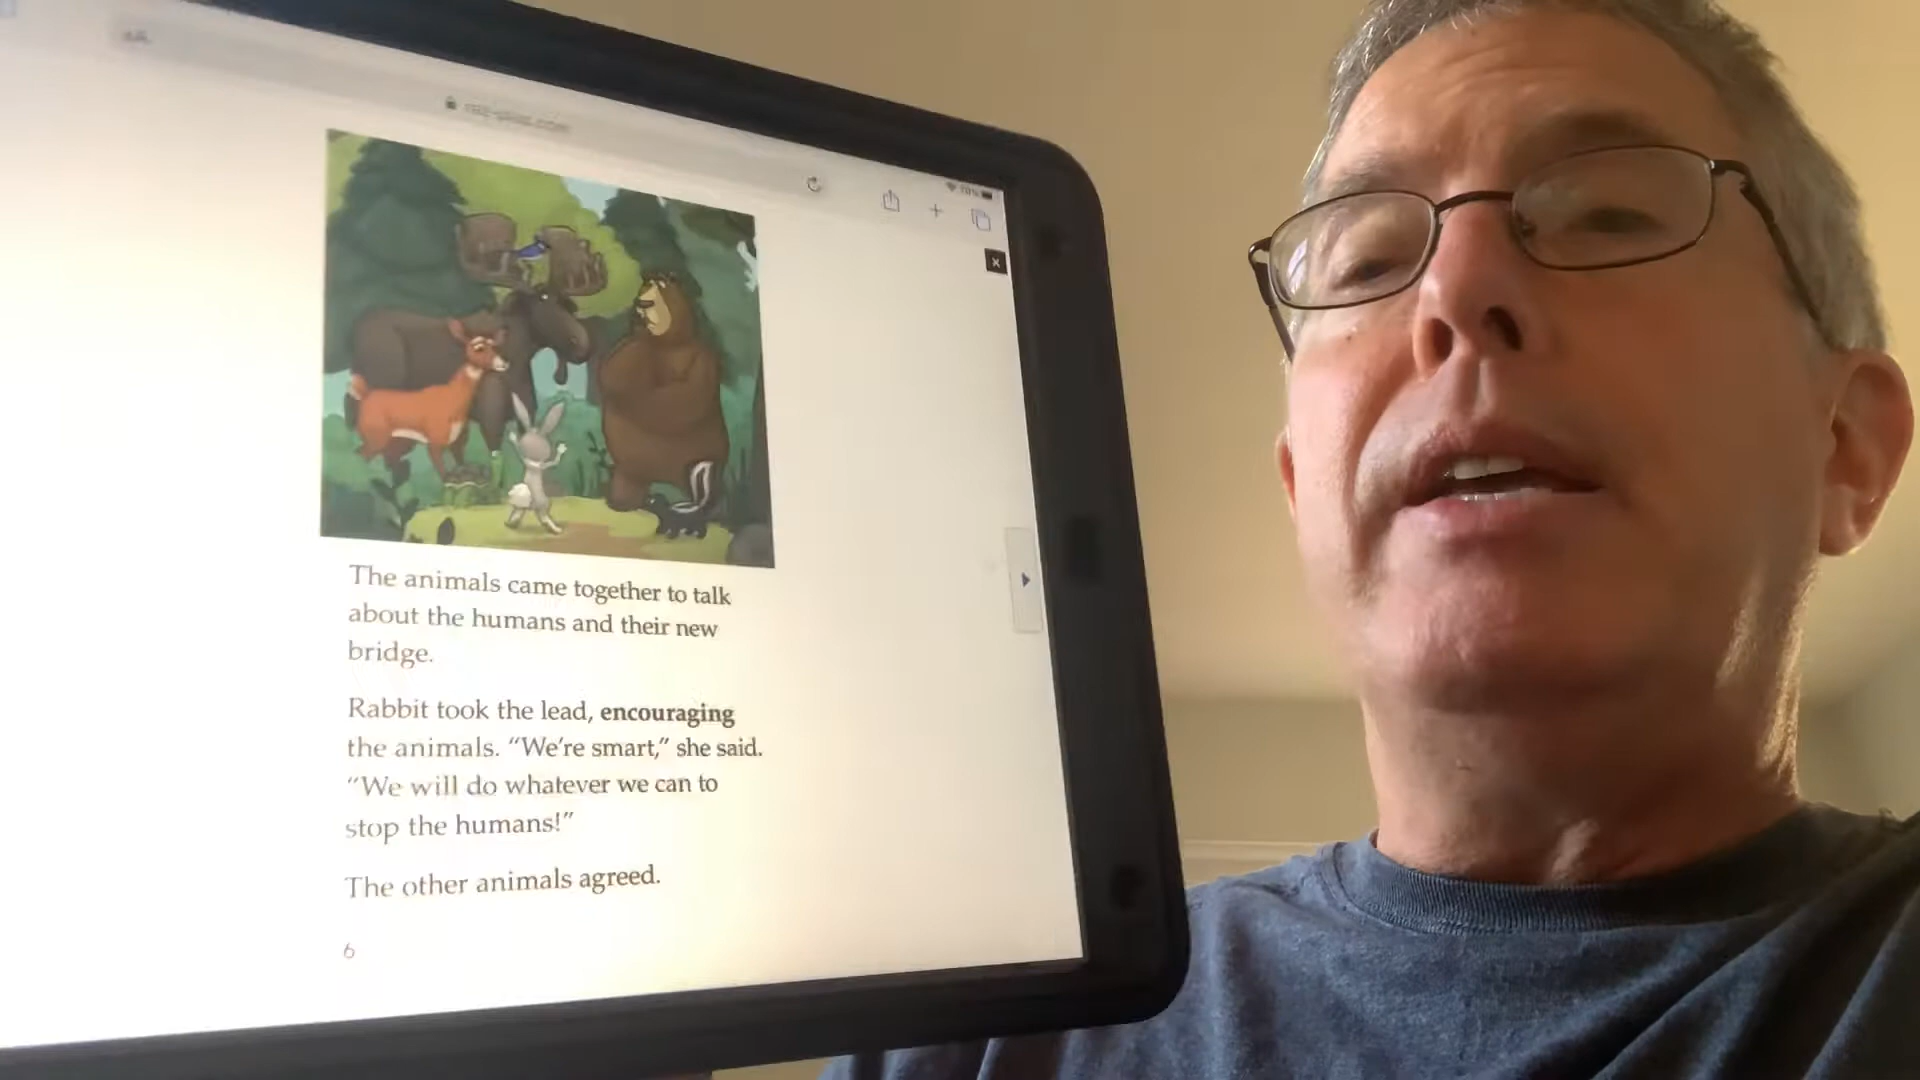 70%
The animals came together to talk
about the humans and their new
bridge.
Rabbit took the lead, encouraging
the animals. “We’re smart,” she said.
“We will do whatever we can to
stop the humans!”
The other animals agreed.
6